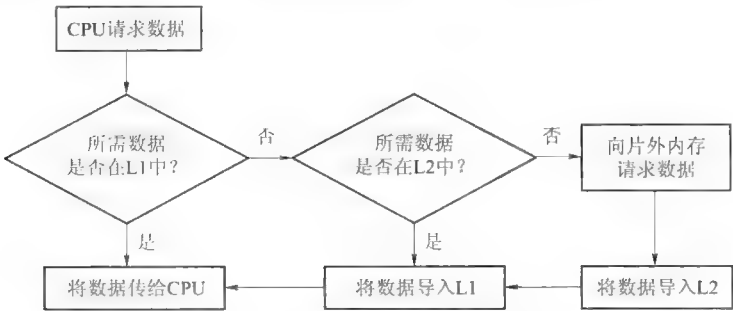 CPU请求数据
所需数据
是否在L1中?
否
所需数据
是否在L2中?
否
向片外内存
请求数据
是
是
将数据传给CPU
将数据导入L1
将数据导入L2